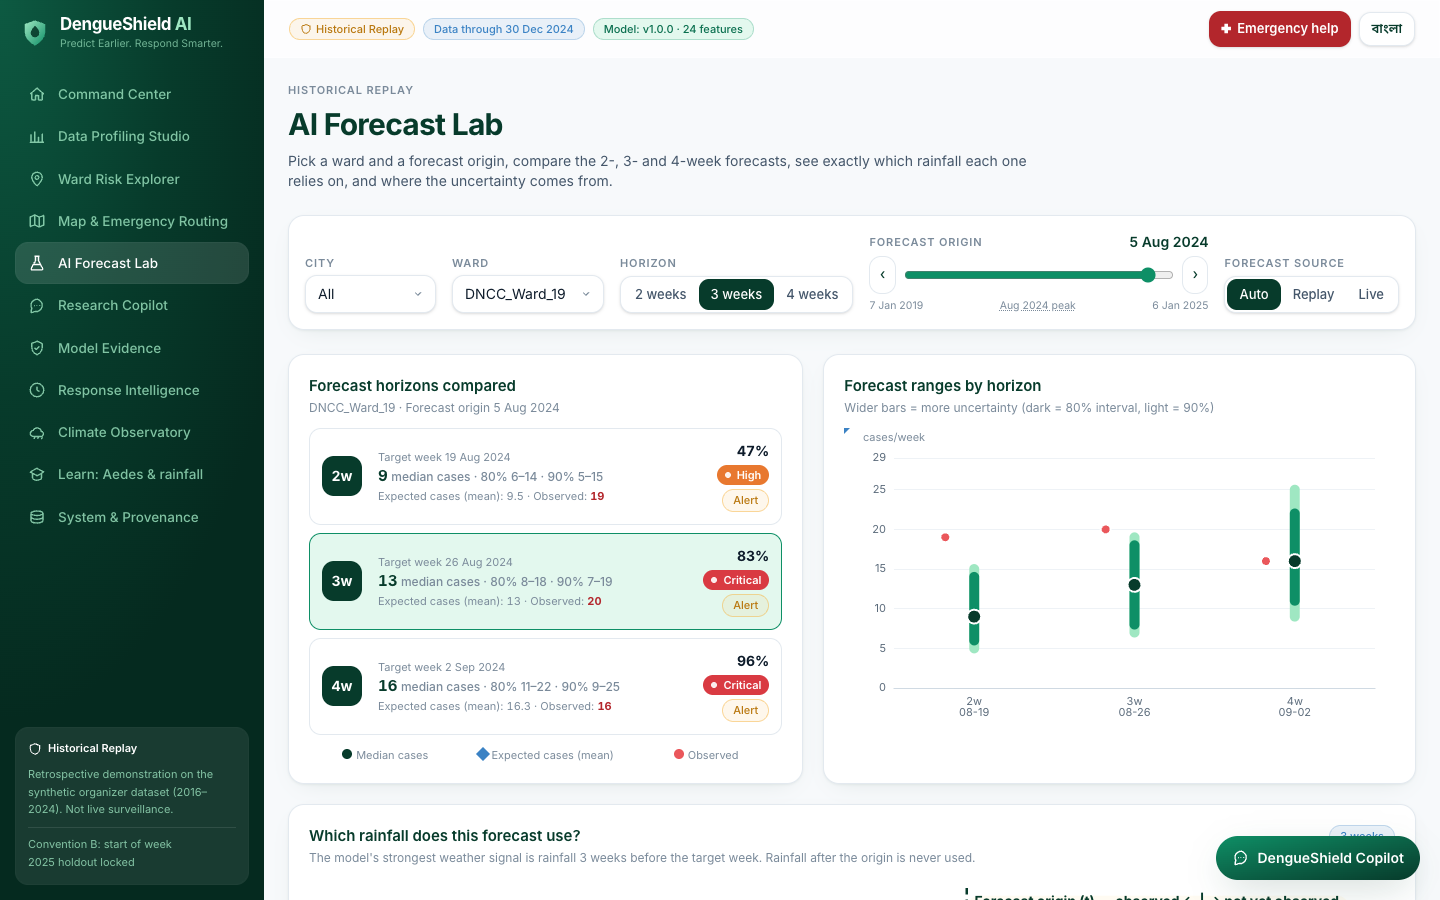 DengueShield AI
Predict Earlier. Respond Smarter.
Command Center
Data Profiling Studio
Ward Risk Explorer
Map & Emergency Routing
AI Forecast Lab
Research Copilot
Model Evidence
Response Intelligence
Climate Observatory
Learn: Aedes & rainfall
System & Provenance
Historical Replay
Retrospective demonstration on the
synthetic organizer dataset (2016–
2024). Not live surveillance.
Convention B: start of week
2025 holdout locked
Historical Replay
Data through 30 Dec 2024
Model: v1.0.0 · 24 features
Emergency help
বাংলা
HISTORICAL REPLAY
AI Forecast Lab
Pick a ward and a forecast origin, compare the 2-, 3- and 4-week forecasts, see exactly which rainfall each one
relies on, and where the uncertainty comes from.
CITY
All
WARD
DNCC_Ward_19
HORIZON
2 weeks
3 weeks
4 weeks
FORECAST ORIGIN
5 Aug 2024
‹
›
7 Jan 2019
Aug 2024 peak
6 Jan 2025
FORECAST SOURCE
Auto
Replay
Live
Forecast horizons compared
DNCC_Ward_19 · Forecast origin 5 Aug 2024
2w
Target week 19 Aug 2024
9 median cases · 80% 6–14 · 90% 5–15
Expected cases (mean): 9.5 · Observed: 19
47%
High
Alert
3w
Target week 26 Aug 2024
13 median cases · 80% 8–18 · 90% 7–19
Expected cases (mean): 13 · Observed: 20
83%
Critical
Alert
4w
Target week 2 Sep 2024
16 median cases · 80% 11–22 · 90% 9–25
Expected cases (mean): 16.3 · Observed: 16
96%
Critical
Alert
Median cases
Expected cases (mean)
Observed
Forecast ranges by horizon
Wider bars = more uncertainty (dark = 80% interval, light = 90%)
cases/week
29
25
20
15
10
5
0
2w
08-19
3w
08-26
4w
09-02
Which rainfall does this forecast use?
The model's strongest weather signal is rainfall 3 weeks before the target week. Rainfall after the origin is never used.
3 weeks
DengueShield Copilot